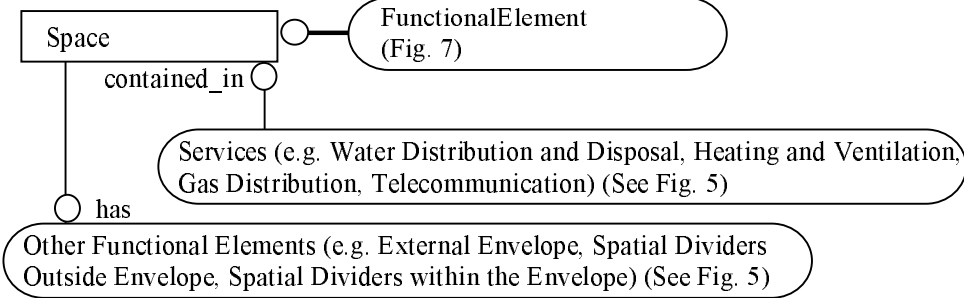 FunctionalElement
(Fig. 7)
Space
contained_in
Services (e.g. Water Distribution and Disposal, Heating and Ventilation,
Gas Distribution, Telecommunication) (See Fig. 5)
has
Other Functional Elements (e.g. External Envelope, Spatial Dividers
Outside Envelope, Spatial Dividers within the Envelope) (See Fig. 5)